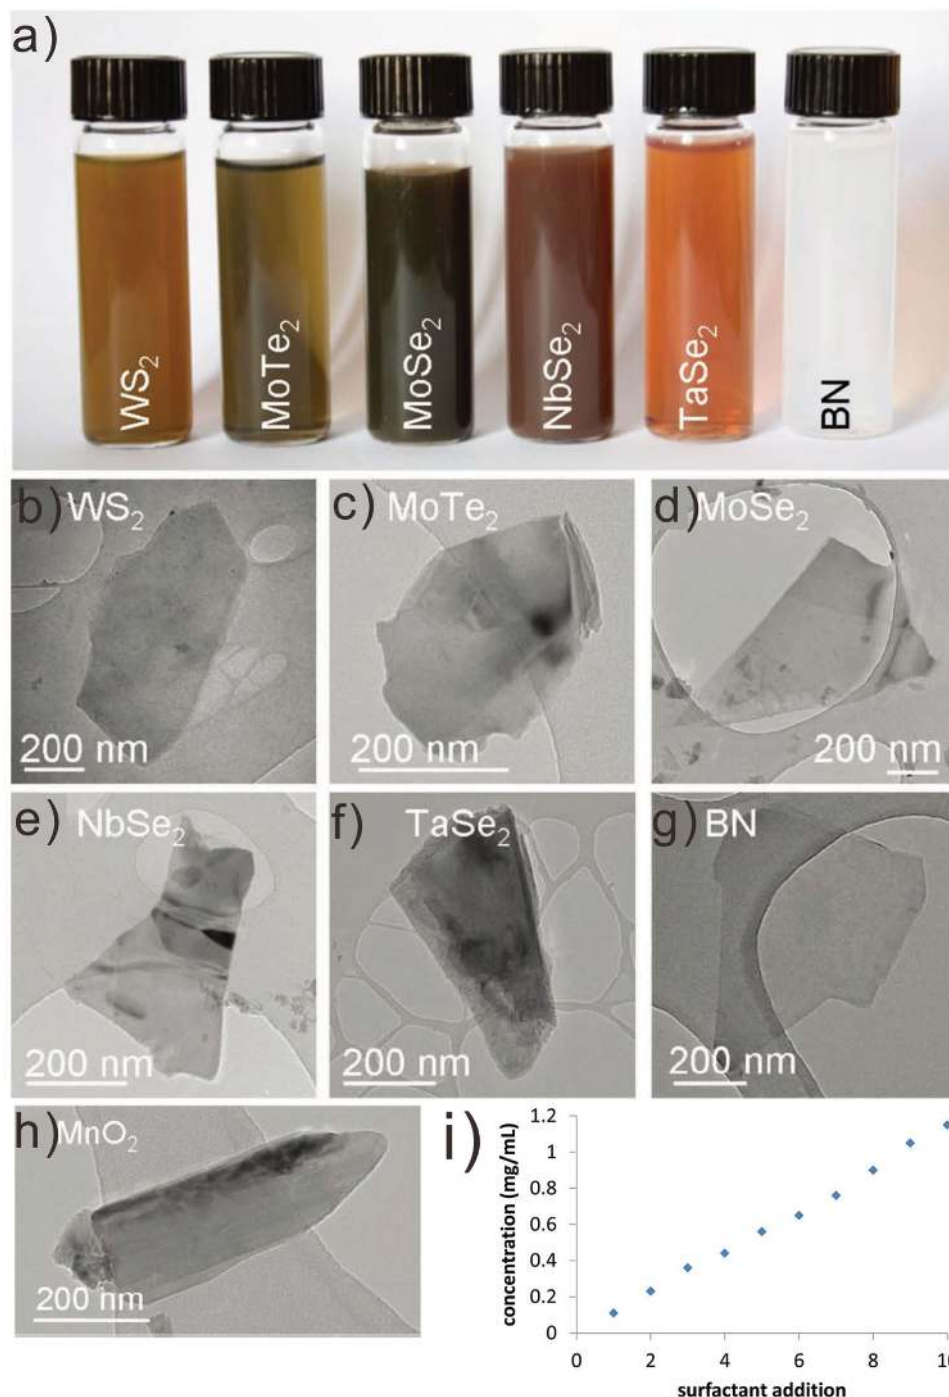 a)
WS₂
MoTe₂
MoSe₂
NbSe₂
TaSe₂
BN
b) WS₂
200 nm
c) MoTe₂
200 nm
d) MoSe₂
200 nm
e) NbSe₂
200 nm
f) TaSe₂
200 nm
g) BN
200 nm
h) MnO₂
200 nm
i)
concentration (mg/mL)
1.2
1
0.8
0.6
0.4
0.2
0
0 2 4 6 8 10
surfactant addition